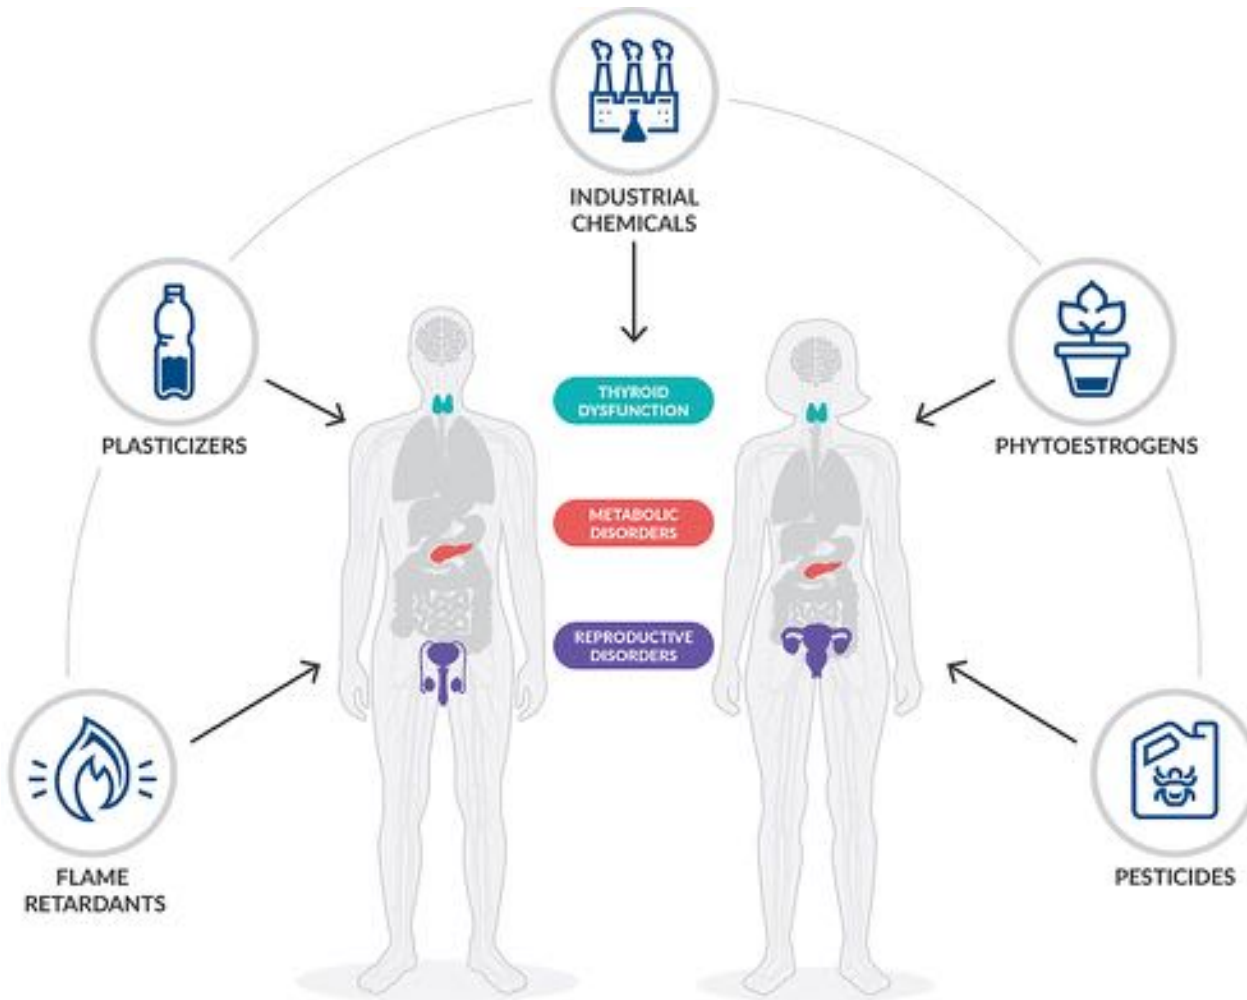 INDUSTRIAL
CHEMICALS
PLASTICIZERS
PHYTOESTROGENS
THYROID
DYSFUNCTION
METABOLIC
DISORDERS
REPRODUCTIVE
DISORDERS
FLAME
RETARDANTS
PESTICIDES